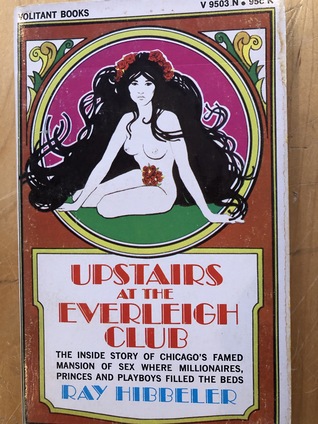 VOLITANT BOOKS
V 9503 N • 95c K
UPSTAIRS
AT THE
EVERLEIGH
CLUB
THE INSIDE STORY OF CHICAGO'S FAMED
MANSION OF SEX WHERE MILLIONAIRES,
PRINCES AND PLAYBOYS FILLED THE BEDS
RAY HIBBELER